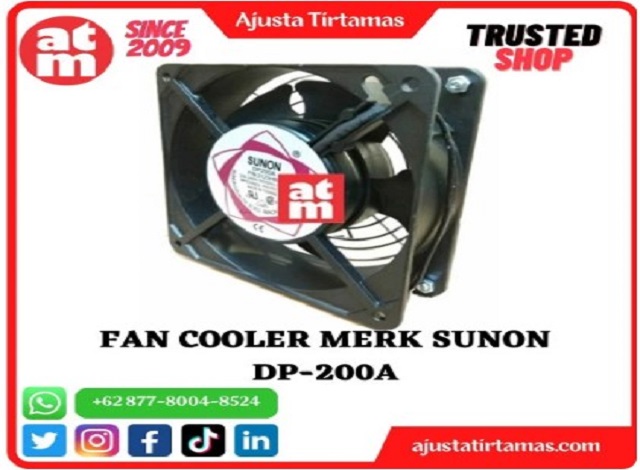 Ajusta Tirtamas
atm
SINCE
2009
TRUSTED
SHOP
SUNON
DP200A
atm
FAN COOLER MERK SUNON
DP-200A
+62 877-8004-8524
ajustatirtamas.com